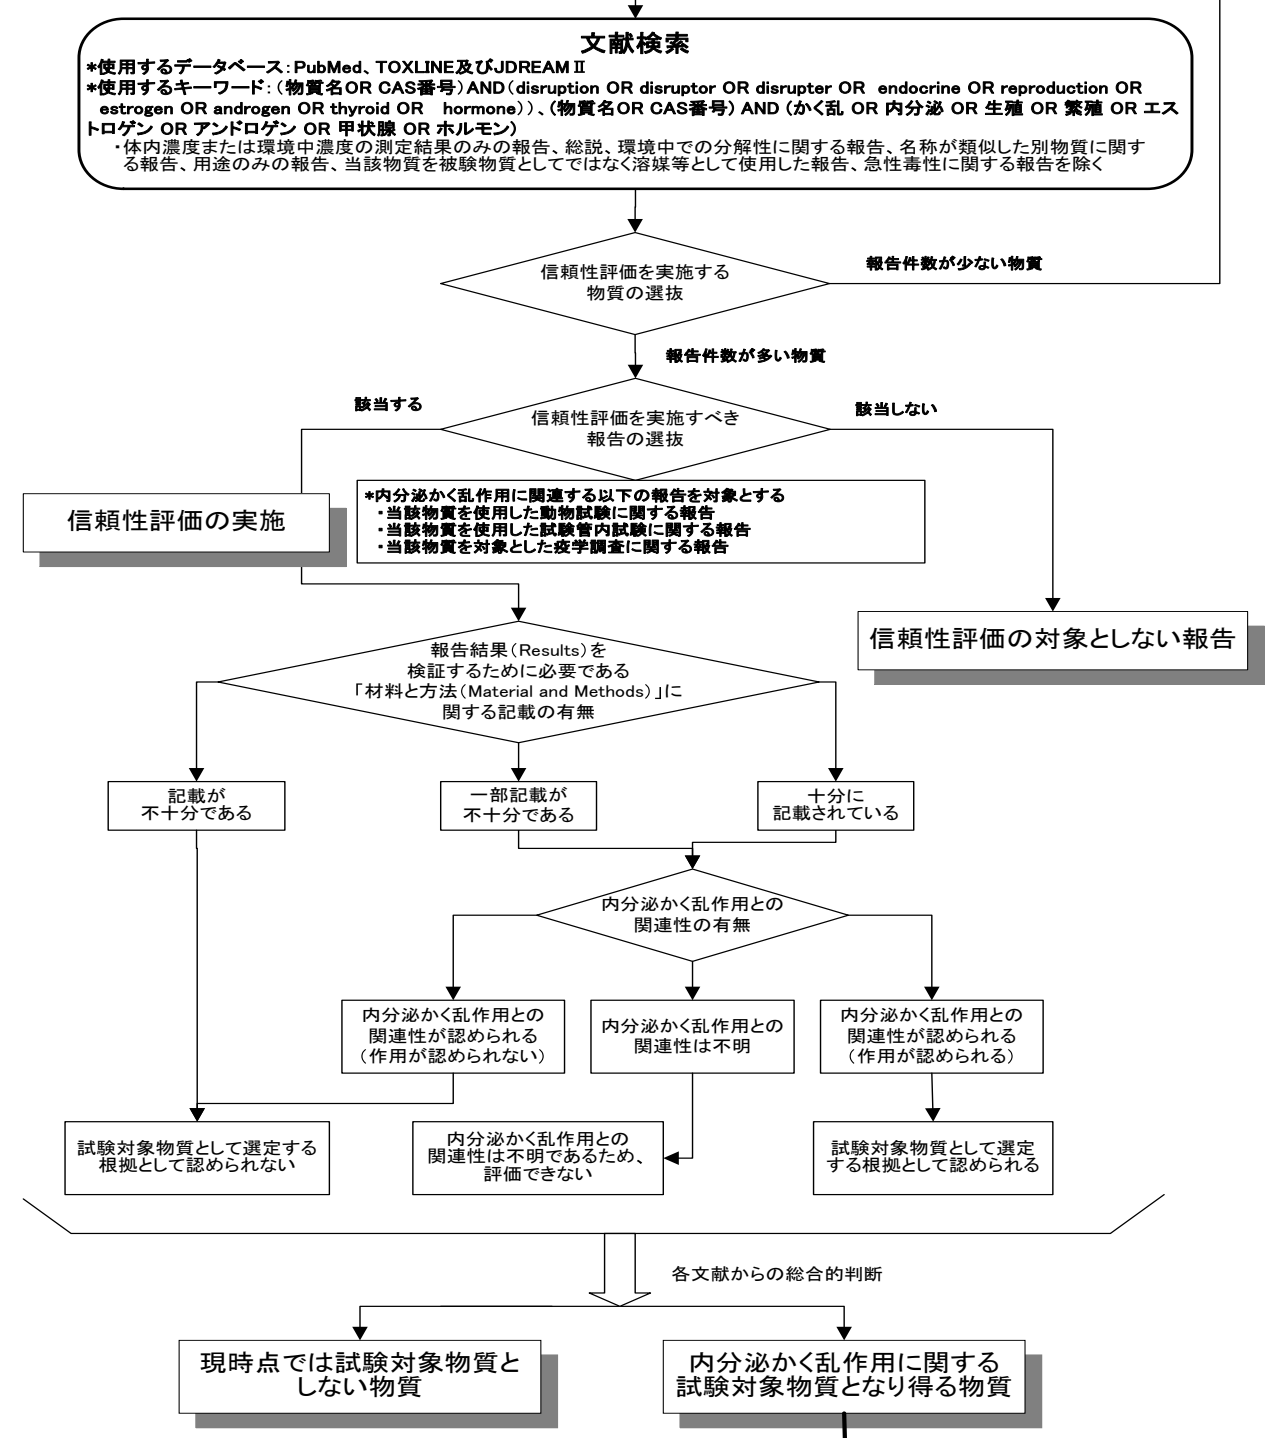 文献検索
*使用するデータベース：PubMed、TOXLINE及びJDREAMⅡ
*使用するキーワード：（物質名OR CAS番号）AND（disruption OR disruptor OR disrupter OR endocrine OR reproduction OR
estrogen OR androgen OR thyroid OR hormone））、（物質名OR CAS番号）AND（かく乱 OR 内分泌 OR 生殖 OR 繁殖 OR エス
トロゲン OR アンドロゲン OR 甲状腺 OR ホルモン）
・体内濃度または環境中濃度の測定結果のみの報告、総説、環境中での分解性に関する報告、名称が類似した別物質に関す
る報告、用途のみの報告、当該物質を被験物質としてではなく溶媒等として使用した報告、急性毒性に関する報告を除く
信頼性評価を実施する
物質の選抜
報告件数が少ない物質
報告件数が多い物質
該当する
信頼性評価を実施すべき
報告の選抜
該当しない
信頼性評価の実施
*内分泌かく乱作用に関連する以下の報告を対象とする
・当該物質を使用した動物試験に関する報告
・当該物質を使用した試験管内試験に関する報告
・当該物質を対象とした疫学調査に関する報告
信頼性評価の対象としない報告
報告結果（Results）を
検証するために必要である
「材料と方法（Material and Methods）」に
関する記載の有無
記載が
不十分である
一部記載が
不十分である
十分に
記載されている
内分泌かく乱作用との
関連性の有無
内分泌かく乱作用との
関連性が認められる
（作用が認められない）
内分泌かく乱作用との
関連性は不明
内分泌かく乱作用との
関連性が認められる
（作用が認められる）
試験対象物質として選定する
根拠として認められない
内分泌かく乱作用との
関連性は不明であるため、
評価できない
試験対象物質として選定
する根拠として認められる
各文献からの総合的判断
現時点では試験対象物質と
しない物質
内分泌かく乱作用に関する
試験対象物質となり得る物質